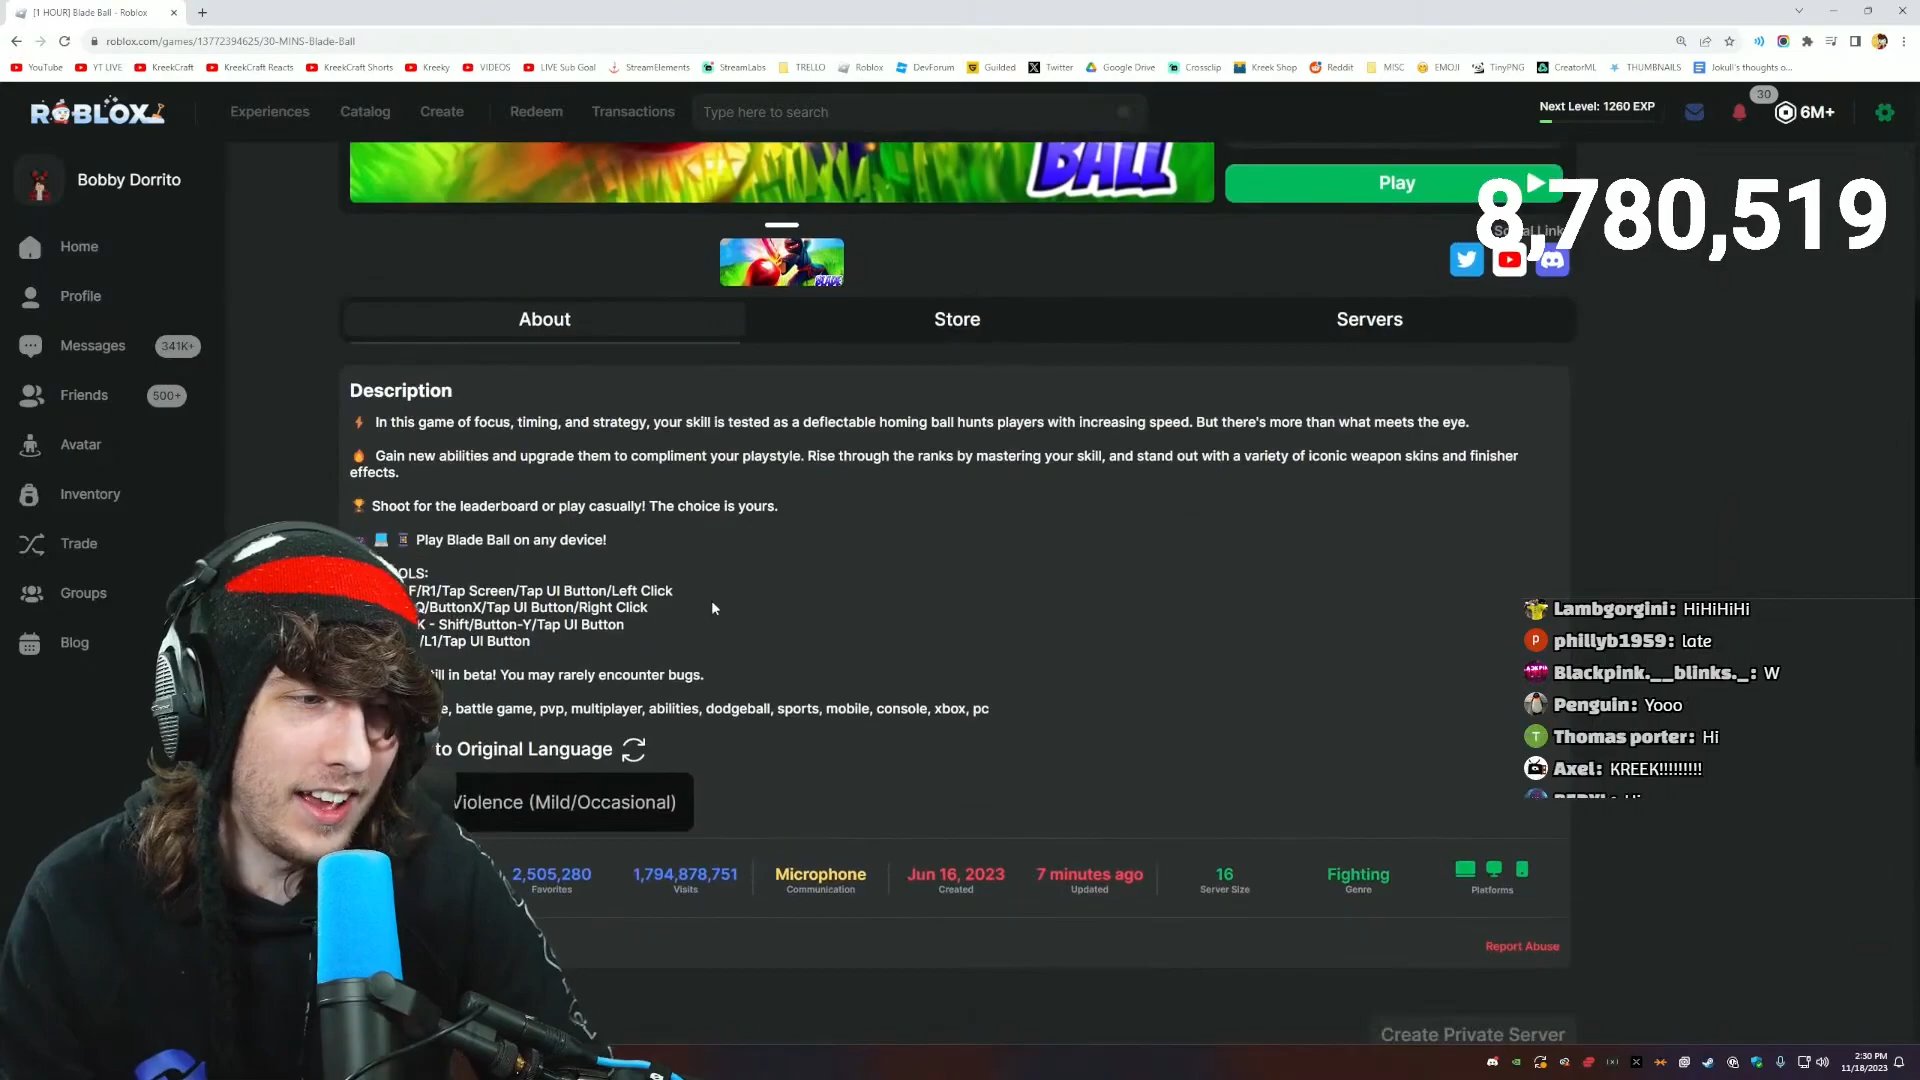 [1 HOUR] Blade Ball - Roblox
roblox.com/games/13772394625/30-MINS-Blade-Ball
YouTube YT LIVE KreekCraft KreekCraft Reacts KreekCraft Shorts Kreeky VIDEOS LIVE Sub Goal StreamElements StreamLabs TRELLO Roblox DevForum Guilded Twitter Google Drive Crossclip Kreek Shop Reddit MISC EMOJI TinyPNG CreatorML THUMBNAILS Jokull's thoughts o...
ROBLOX Experiences Catalog Create Redeem Transactions Type here to search Next Level: 1260 EXP 30 6M+
Bobby Dorrito
Home
Profile
Messages 341K+
Friends 500+
Avatar
Inventory
Trade
Groups
Blog
BALL
Play
8,780,519
BLADE
About Store Servers
Description
In this game of focus, timing, and strategy, your skill is tested as a deflectable homing ball hunts players with increasing speed. But there's more than what meets the eye.
Gain new abilities and upgrade them to compliment your playstyle. Rise through the ranks by mastering your skill, and stand out with a variety of iconic weapon skins and finisher
effects.
Shoot for the leaderboard or play casually! The choice is yours.
Play Blade Ball on any device!
OLS:
F/R1/Tap Screen/Tap UI Button/Left Click
Q/ButtonX/Tap UI Button/Right Click
K - Shift/Button-Y/Tap UI Button
/L1/Tap UI Button
till in beta! You may rarely encounter bugs.
e, battle game, pvp, multiplayer, abilities, dodgeball, sports, mobile, console, xbox, pc
to Original Language
Violence (Mild/Occasional)
2,505,280 1,794,878,751 Microphone Jun 16, 2023 7 minutes ago 16 Fighting
Favorites Visits Communication Created Updated Server Size Genre Platforms
Report Abuse
Create Private Server
Lambgorgini: HiHiHiHi
phillyb1959: late
Blackpink.__blinks._: W
Penguin: Yooo
Thomas porter: Hi
Axel: KREEK!!!!!!!!!
2:30 PM
11/18/2023